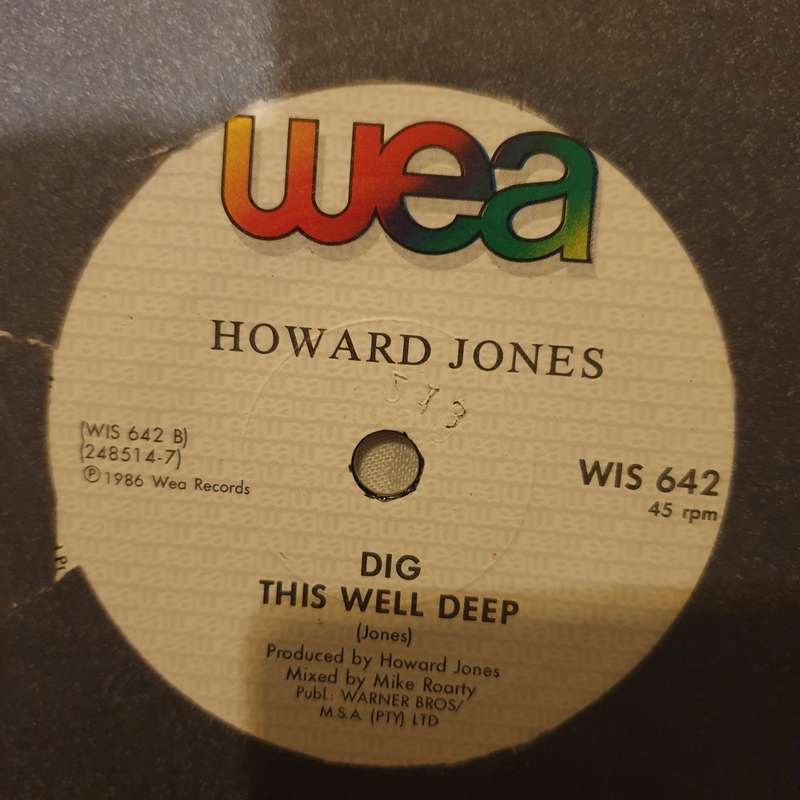 wea
HOWARD JONES
513
(WIS 642 B)
(248514-7)
℗ 1986 Wea Records
WIS 642
45 rpm
DIG
THIS WELL DEEP
(Jones)
Produced by Howard Jones
Mixed by Mike Roarty
Publ.: WARNER BROS/
M.S.A. (PTY) LTD